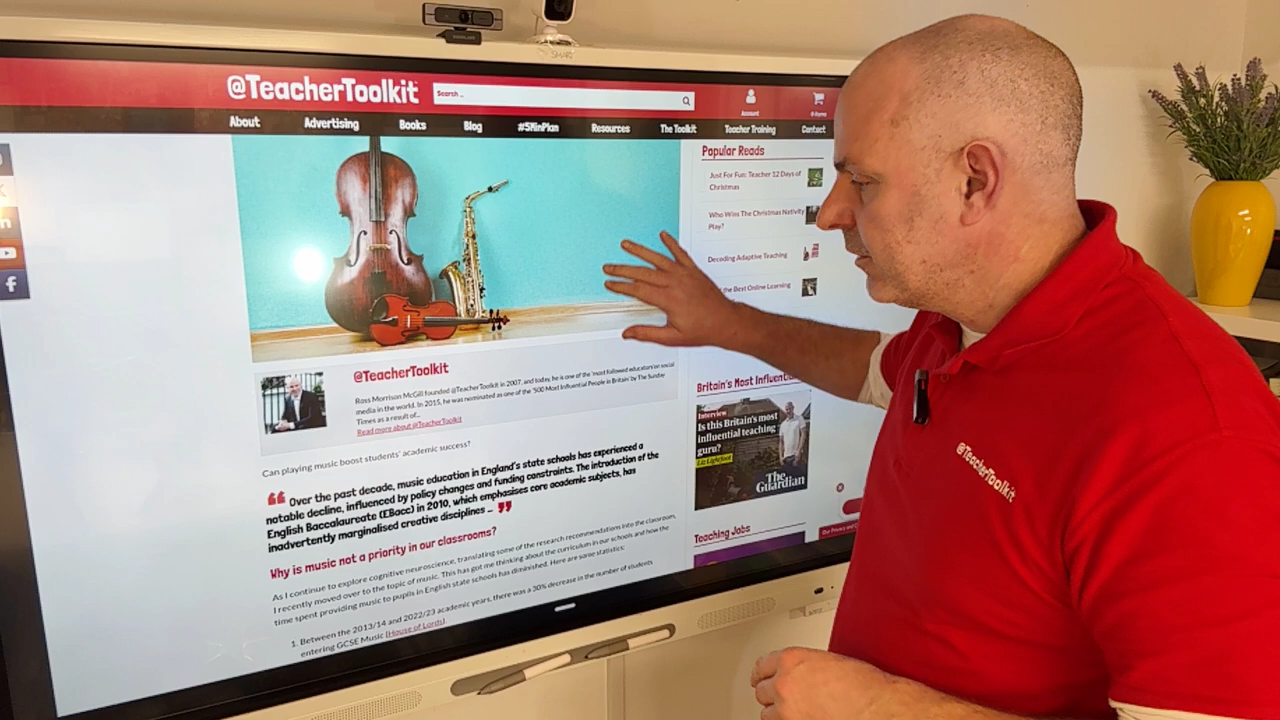 SMART
@TeacherToolkit
Search ...
Account
0 items
About
Advertising
Books
Blog
#5MinPlan
Resources
The Toolkit
Teacher Training
Contact
Popular Reads
Just For Fun: Teacher 12 Days of
Christmas
Who Wins The Christmas Nativity
Play?
Decoding Adaptive Teaching
the Best Online Learning
@TeacherToolkit
Ross Morrison McGill founded @TeacherToolkit in 2007, and today, he is one of the 'most followed educators'on social
media in the world. In 2015, he was nominated as one of the '500 Most Influential People in Britain' by The Sunday
Times as a result of...
Read more about @TeacherToolkit
Can playing music boost students' academic success?
“ Over the past decade, music education in England's state schools has experienced a
notable decline, influenced by policy changes and funding constraints. The introduction of the
English Baccalaureate (EBacc) in 2010, which emphasises core academic subjects, has
inadvertently marginalised creative disciplines ... ”
Why is music not a priority in our classrooms?
As I continue to explore cognitive neuroscience, translating some of the research recommendations into the classroom,
I recently moved over to the topic of music. This has got me thinking about the curriculum in our schools and how the
time spent providing music to pupils in English state schools has diminished. Here are some statistics:
1. Between the 2013/14 and 2022/23 academic years, there was a 30% decrease in the number of students
entering GCSE Music (House of Lords).
Britain's Most Influential
Interview
Is this Britain's most
influential teaching
guru?
Liz Lightfoot
The
Guardian
Teaching Jobs
Our Privacy and C
@TeacherToolkit